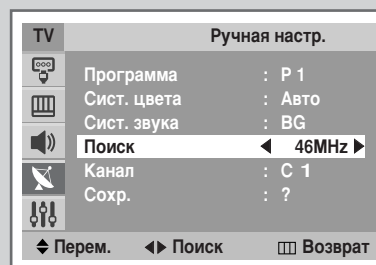 TV Ручная настр.
Программа : P 1
Сист. цвета : Авто
Сист. звука : BG
Поиск ◀ 46MHz ▶
Канал : C 1
Сохр. : ?
Перем. Поиск Возврат